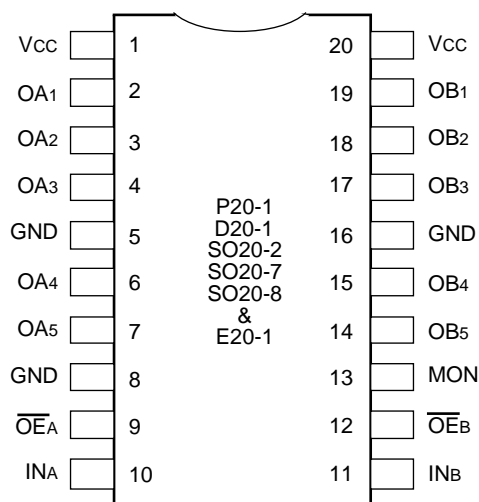 VCC 1 20 VCC
OA1 2 19 OB1
OA2 3 18 OB2
OA3 4 17 OB3
GND 5 16 GND
OA4 6 15 OB4
OA5 7 14 OB5
GND 8 13 MON
O̅E̅A 9 12 O̅E̅B
INA 10 11 INB
P20-1
D20-1
SO20-2
SO20-7
SO20-8
&
E20-1